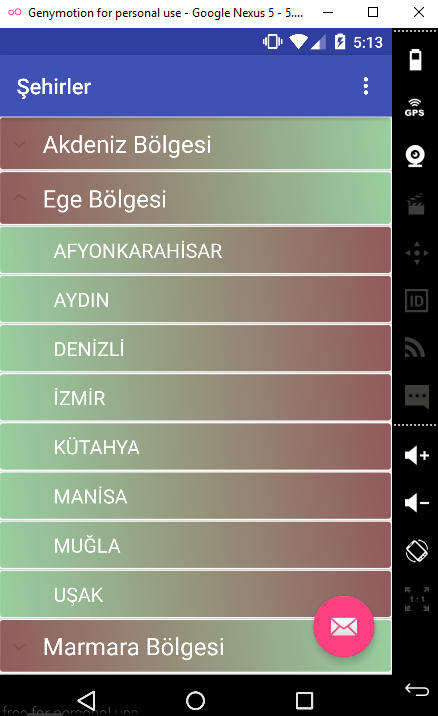 Genymotion for personal use - Google Nexus 5 - 5....
5:13
Şehirler
GPS
Akdeniz Bölgesi
Ege Bölgesi
AFYONKARAHİSAR
AYDIN
ID
DENİZLİ
İZMİR
KÜTAHYA
MANİSA
MUĞLA
UŞAK
1:1
Marmara Bölgesi
free for personal use